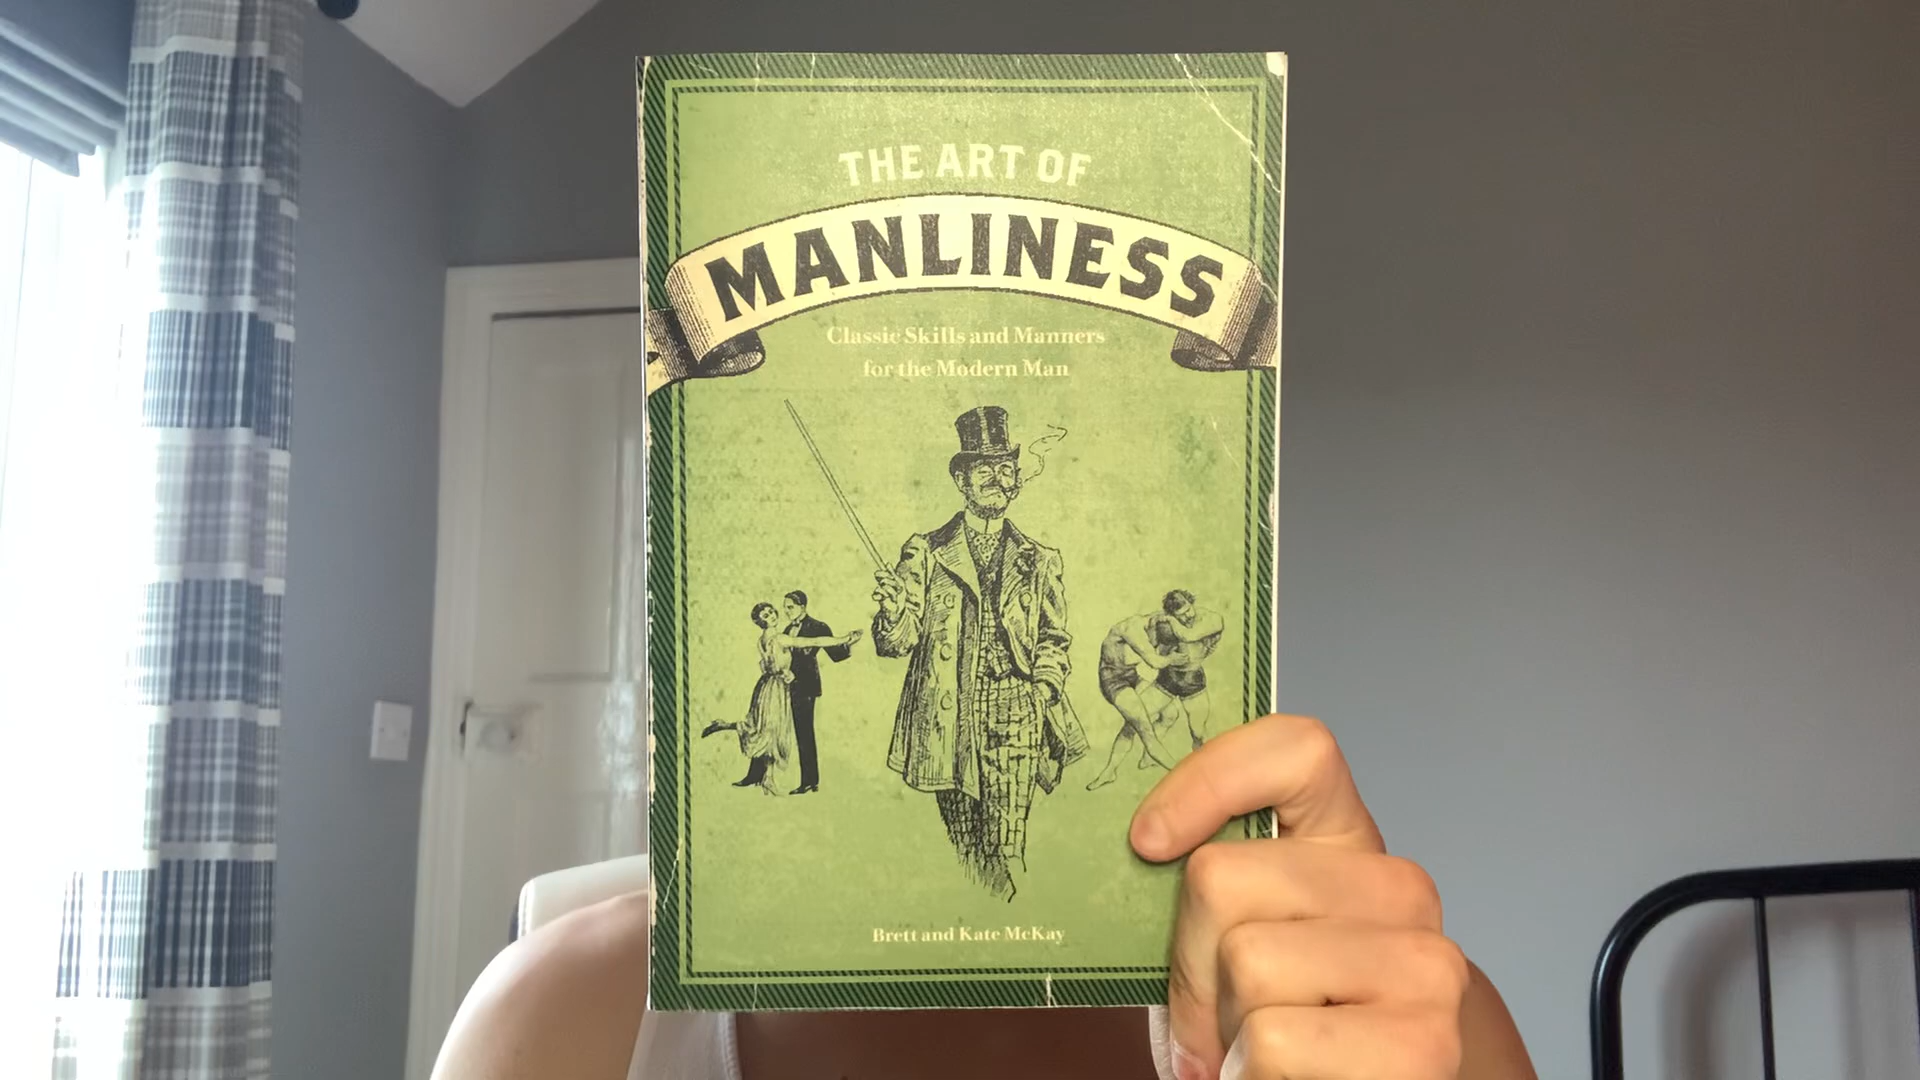 THE ART OF
MANLINESS
Classic Skills and Manners
for the Modern Man
Brett and Kate McKay